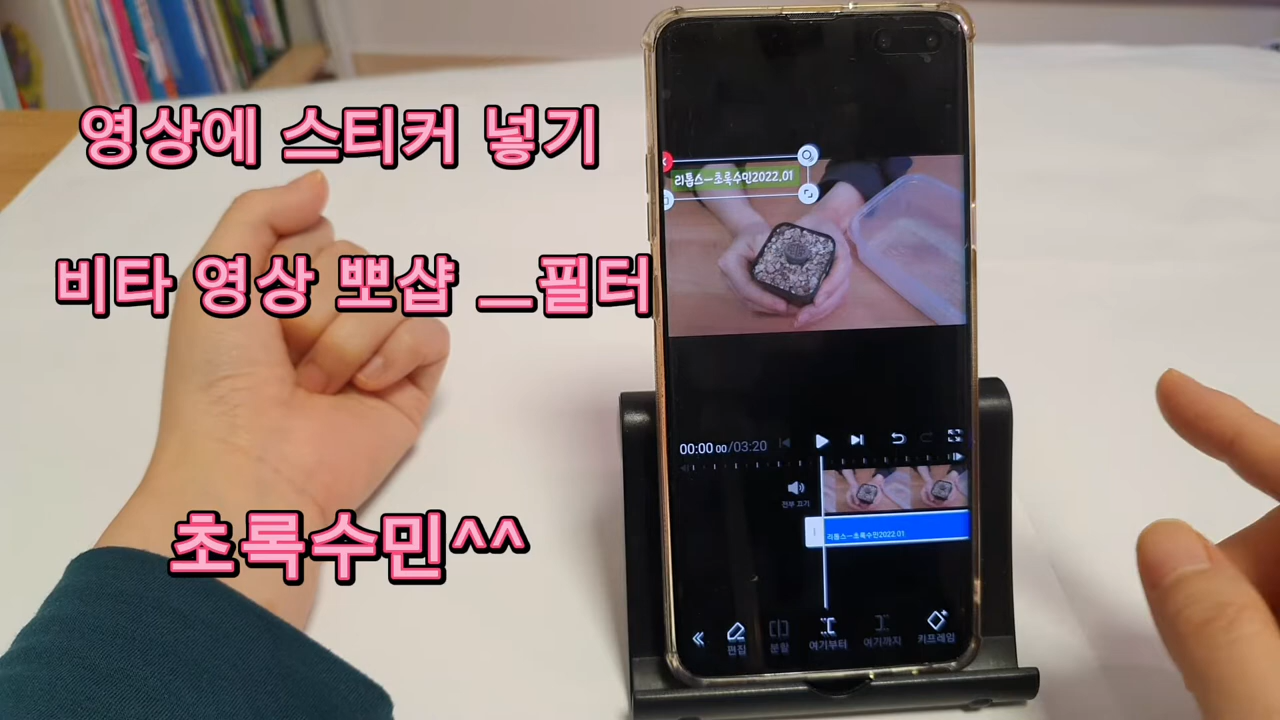 영상에 스티커 넣기
비타 영상 뽀샵 ㅡ필터
초록수민^^
리톱스ㅡ초록수민2022.01
00:00 00/03:20
전부 끄기
리톱스ㅡ초록수민2022.01
편집 분할 여기부터 여기까지 키프레임